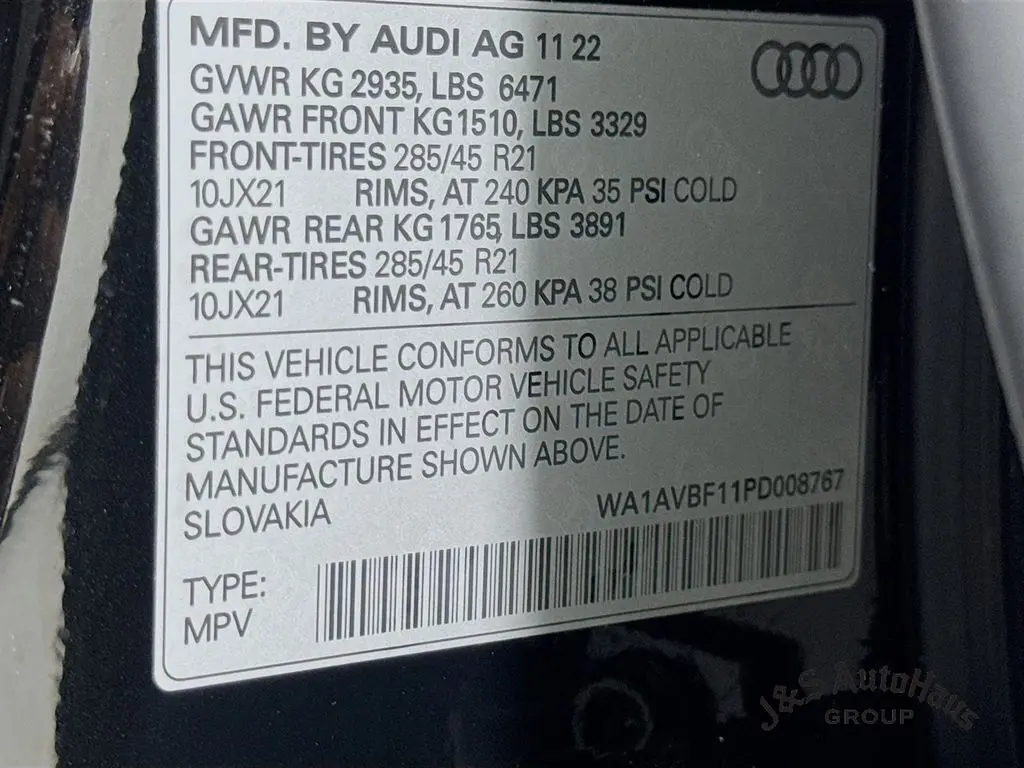 MFD. BY AUDI AG 11 22
GVWR KG 2935, LBS 6471
GAWR FRONT KG1510, LBS 3329
FRONT-TIRES 285/45 R21
10JX21 RIMS, AT 240 KPA 35 PSI COLD
GAWR REAR KG 1765, LBS 3891
REAR-TIRES 285/45 R21
10JX21 RIMS, AT 260 KPA 38 PSI COLD
THIS VEHICLE CONFORMS TO ALL APPLICABLE
U.S. FEDERAL MOTOR VEHICLE SAFETY
STANDARDS IN EFFECT ON THE DATE OF
MANUFACTURE SHOWN ABOVE.
SLOVAKIA WA1AVBF11PD008767
TYPE:
MPV
J&S AutoHaus
GROUP